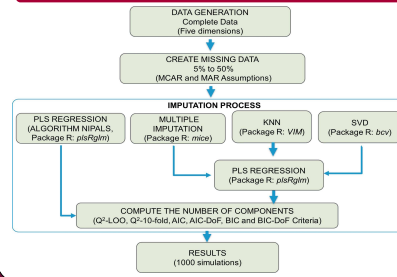 DATA GENERATION
Complete Data
(Five dimensions)
CREATE MISSING DATA
5% to 50%
(MCAR and MAR Assumptions)
IMPUTATION PROCESS
PLS REGRESSION
(ALGORITHM NIPALS,
Package R: plsRglm)
MULTIPLE
IMPUTATION
(Package R: mice)
KNN
(Package R: VIM)
SVD
(Package R: bcv)
PLS REGRESSION
(Package R: plsRglm)
COMPUTE THE NUMBER OF COMPONENTS
(Q²-LOO, Q²-10-fold, AIC, AIC-DoF, BIC and BIC-DoF Criteria)
RESULTS
(1000 simulations)